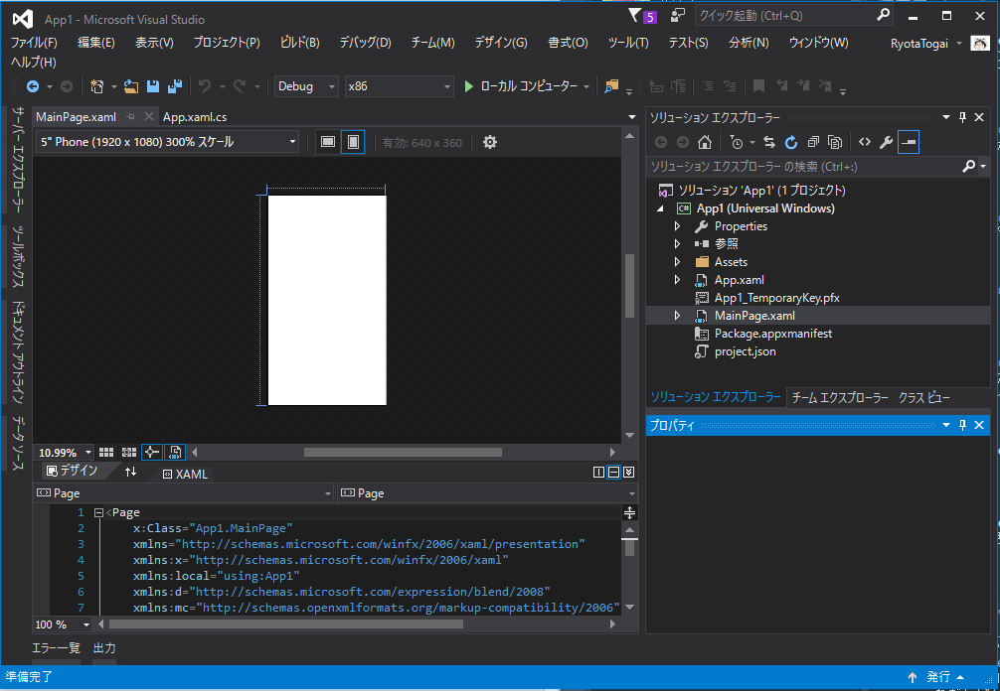 App1 - Microsoft Visual Studio
5
クイック起動 (Ctrl+Q)
ファイル(F) 編集(E) 表示(V) プロジェクト(P) ビルド(B) デバッグ(D) チーム(M) デザイン(G) 書式(O) ツール(T) テスト(S) 分析(N) ウィンドウ(W) RyotaTogai
ヘルプ(H)
Debug x86 ローカル コンピューター
サーバー エクスプローラー
ツールボックス
ドキュメント アウトライン
データ ソース
MainPage.xaml App.xaml.cs
5" Phone (1920 x 1080) 300% スケール 有効: 640 x 360
10.99%
デザイン XAML
Page Page
1 <Page
2 x:Class="App1.MainPage"
3 xmlns="http://schemas.microsoft.com/winfx/2006/xaml/presentation"
4 xmlns:x="http://schemas.microsoft.com/winfx/2006/xaml"
5 xmlns:local="using:App1"
6 xmlns:d="http://schemas.microsoft.com/expression/blend/2008"
7 xmlns:mc="http://schemas.openxmlformats.org/markup-compatibility/2006"
100 %
エラー一覧 出力
ソリューション エクスプローラー
ソリューション エクスプローラー の検索 (Ctrl+:)
ソリューション 'App1' (1 プロジェクト)
C# App1 (Universal Windows)
Properties
参照
Assets
App.xaml
App1_TemporaryKey.pfx
MainPage.xaml
Package.appxmanifest
project.json
ソリューション エクスプローラー チーム エクスプローラー クラス ビュー
プロパティ
準備完了 発行